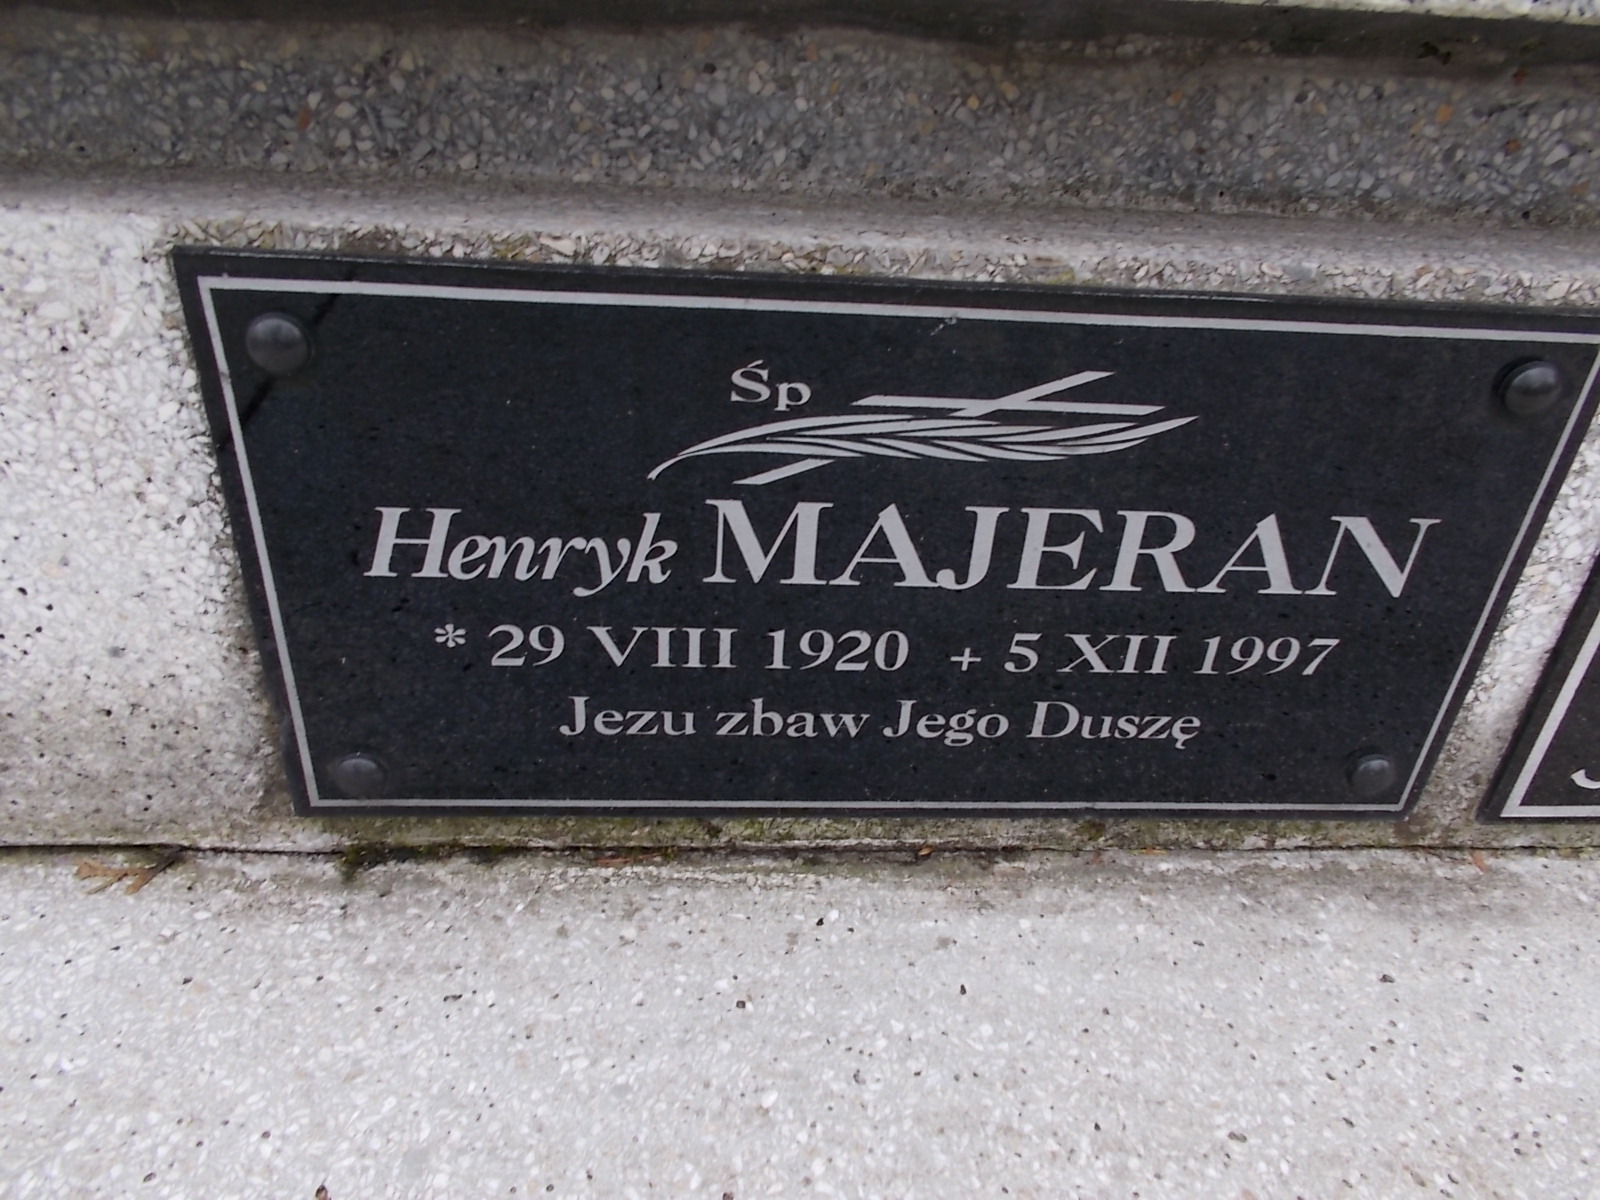 Śp
Henryk MAJERAN
* 29 VIII 1920 + 5 XII 1997
Jezu zbaw Jego Duszę